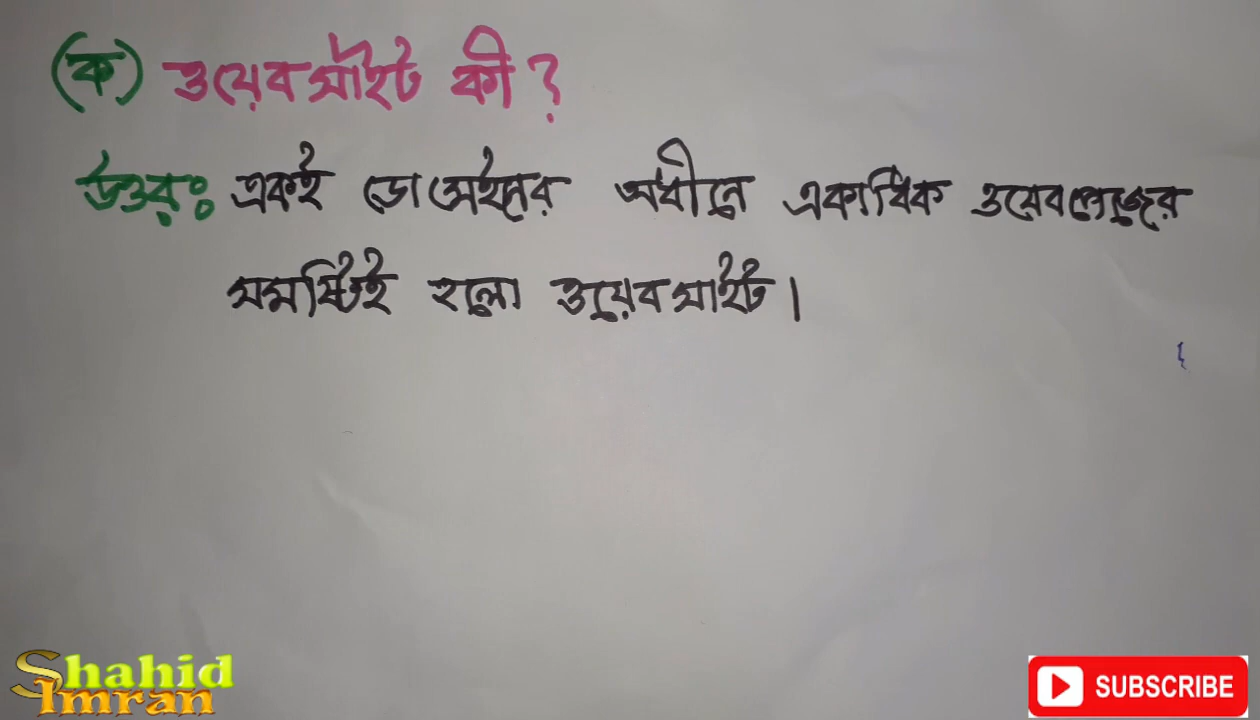 (ক) ওয়েবসাইট কী?
উত্তর: একই ডোমেইনের অধীনে একাধিক ওয়েবপেজের
সমষ্টিই হলো ওয়েবসাইট।
Shahid
Imran
SUBSCRIBE